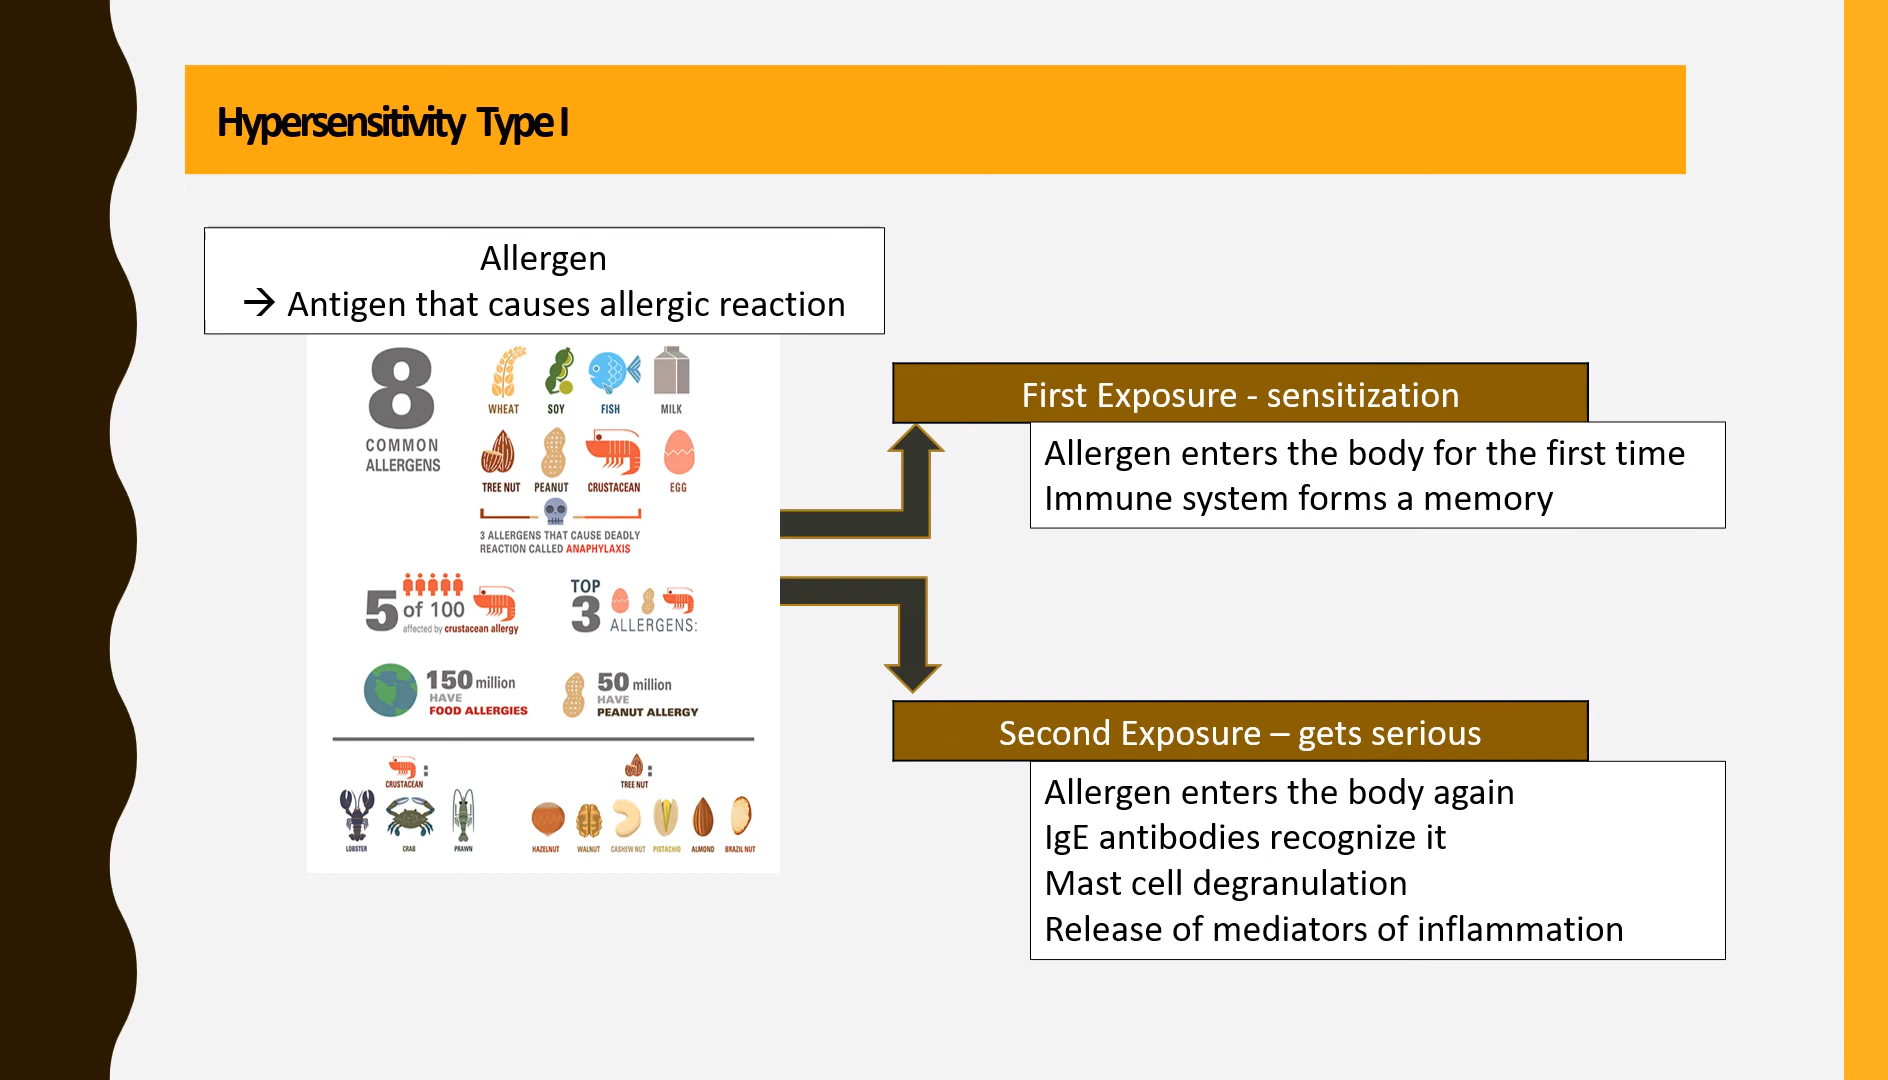 Hypersensitivity Type I
Allergen
→ Antigen that causes allergic reaction
8
COMMON
ALLERGENS
WHEAT
SOY
FISH
MILK
TREE NUT
PEANUT
CRUSTACEAN
EGG
3 ALLERGENS THAT CAUSE DEADLY
REACTION CALLED ANAPHYLAXIS
5 of 100
affected by crustacean allergy
TOP
3
ALLERGENS:
150 million
HAVE
FOOD ALLERGIES
50 million
HAVE
PEANUT ALLERGY
CRUSTACEAN :
LOBSTER
CRAB
PRAWN
TREE NUT :
HAZELNUT
WALNUT
CASHEW NUT
PISTACHIO
ALMOND
BRAZIL NUT
First Exposure - sensitization
Allergen enters the body for the first time
Immune system forms a memory
Second Exposure – gets serious
Allergen enters the body again
IgE antibodies recognize it
Mast cell degranulation
Release of mediators of inflammation